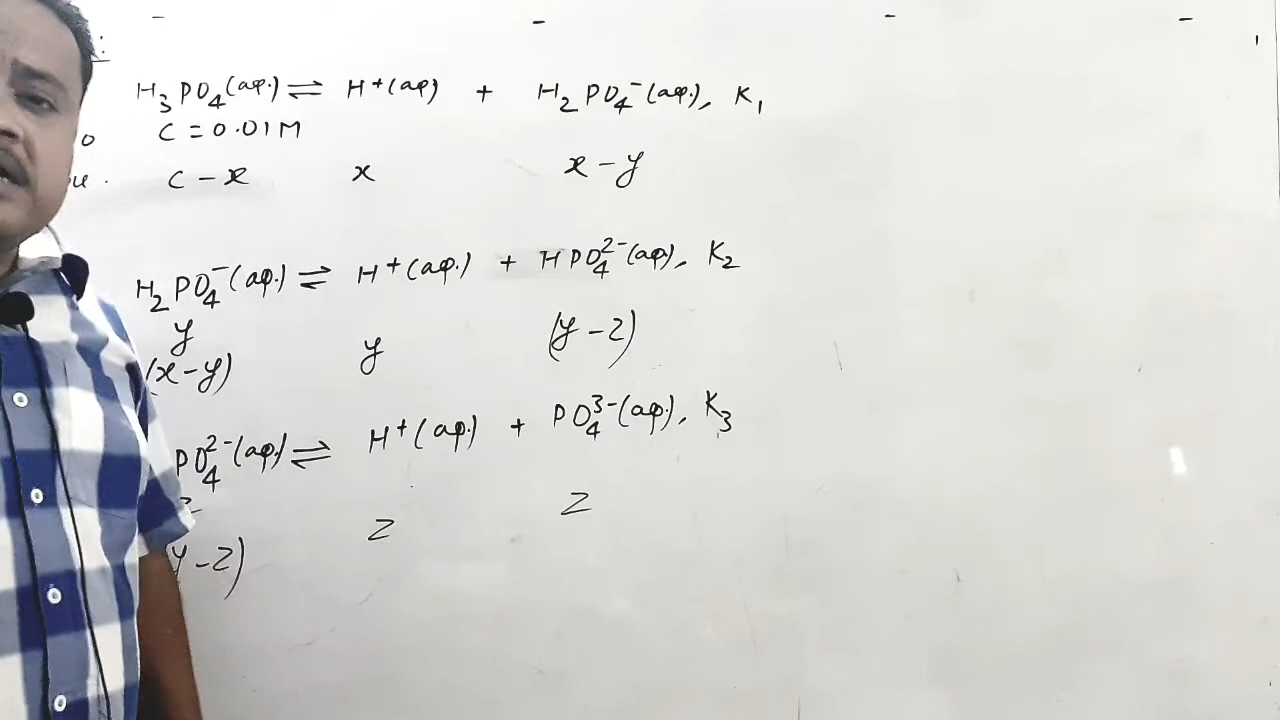 :
H₃PO₄(aq.) ⇌ H⁺(aq) + H₂PO₄⁻(aq.), K₁
C = 0.01M
C - x x x - y
H₂PO₄⁻(aq.) ⇌ H⁺(aq.) + HPO₄²⁻(aq), K₂
y
(x-y) y (y-z)
PO₄²⁻(aq.) ⇌ H⁺(aq.) + PO₄³⁻(aq.), K₃
z
y-z) z z